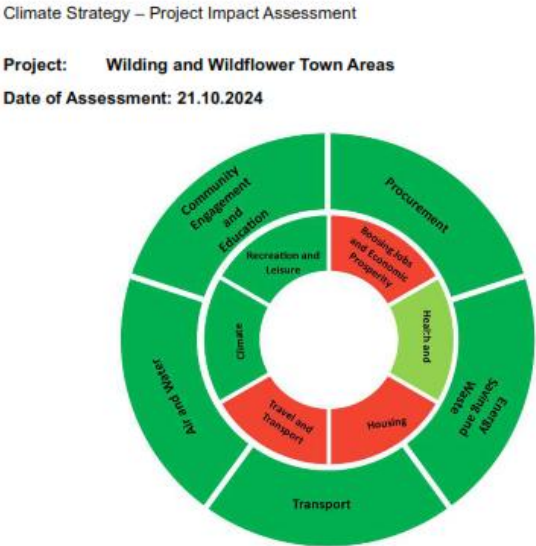 Climate Strategy – Project Impact Assessment
Project: Wilding and Wildflower Town Areas
Date of Assessment: 21.10.2024
Community
Engagement
and
Education
Procurement
Recreation and
Leisure
Boosing Jobs
and Economic
Prosperity
Climate
Health and
Air and Water
Energy
Saving and
Waste
Travel and
Transport
Housing
Transport